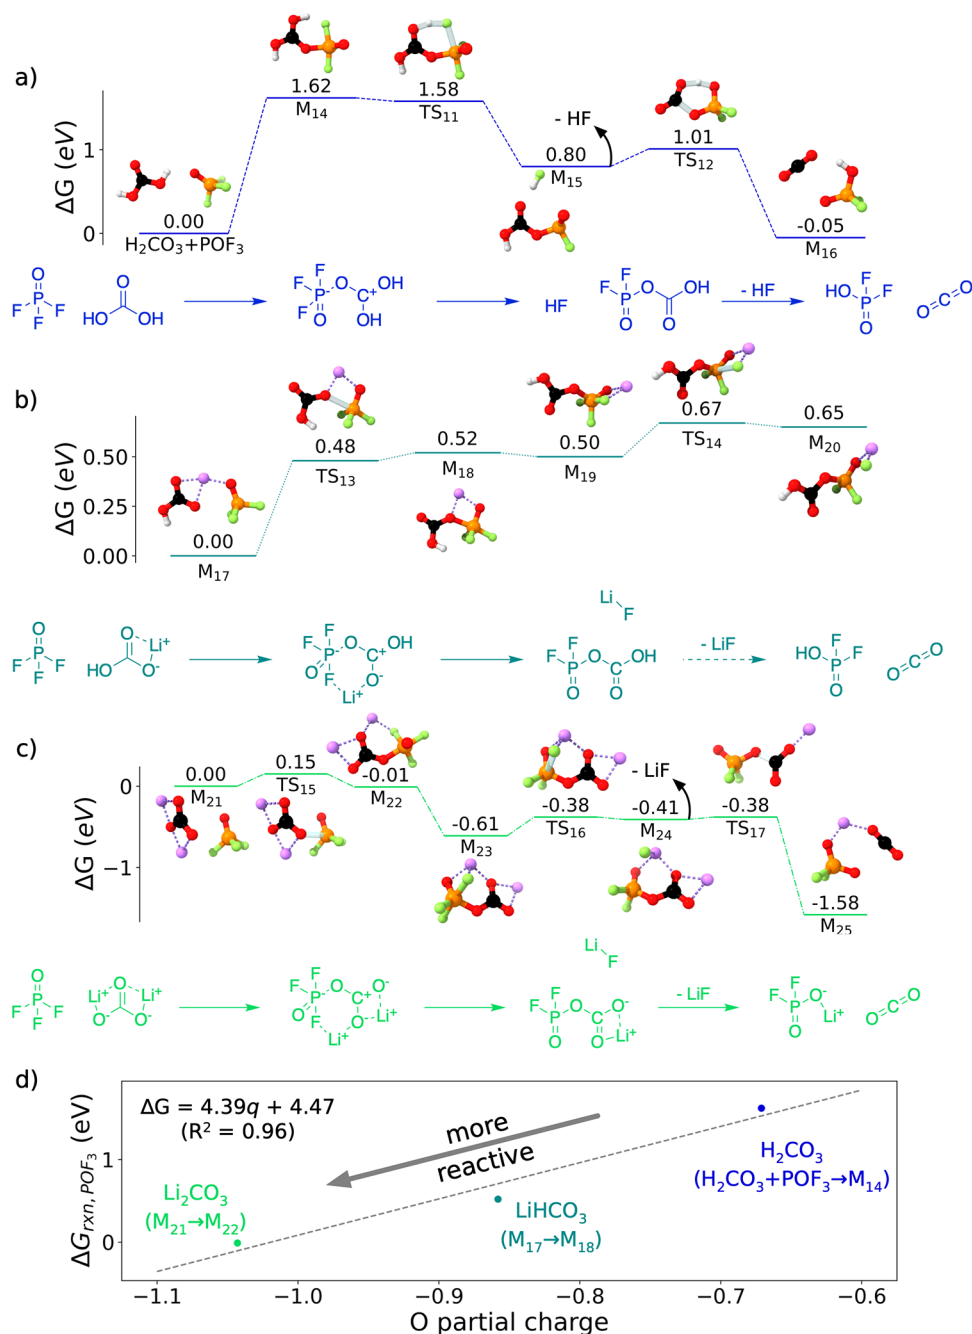 a)
ΔG (eV)
1
0
0.00
H2CO3+POF3
1.62
M14
1.58
TS11
0.80
M15
- HF
1.01
TS12
-0.05
M16
O
F P F
F
O
HO OH
F
F P- O C+ OH
O OH
HF
F
F P O C OH
O O
- HF
F
HO P F
O
O C O
b)
ΔG (eV)
0.50
0.25
0.00
0.00
M17
0.48
TS13
0.52
M18
0.50
M19
0.67
TS14
0.65
M20
O
F P F
F
O Li+
HO O-
F
F P- O C+ OH
O F Li+ O-
Li
F
F
F P O C OH
O O
- LiF
F
HO P F
O
O C O
c)
ΔG (eV)
0
−1
0.00
M21
0.15
TS15
-0.01
M22
-0.61
M23
-0.38
TS16
-0.41
M24
- LiF
-0.38
TS17
-1.58
M25
O
F P F
F
Li+ O Li+
O- O-
F
F P- O C+ O-
O F Li+ O Li+
Li
F
F
F P O C O-
O O Li+
- LiF
F
F P O-
O Li+
O C O
d)
ΔGrxn, POF3 (eV)
1
0
ΔG = 4.39q + 4.47
(R2 = 0.96)
more
reactive
Li2CO3
(M21→M22)
LiHCO3
(M17→M18)
H2CO3
(H2CO3+POF3→M14)
−1.1 −1.0 −0.9 −0.8 −0.7 −0.6
O partial charge